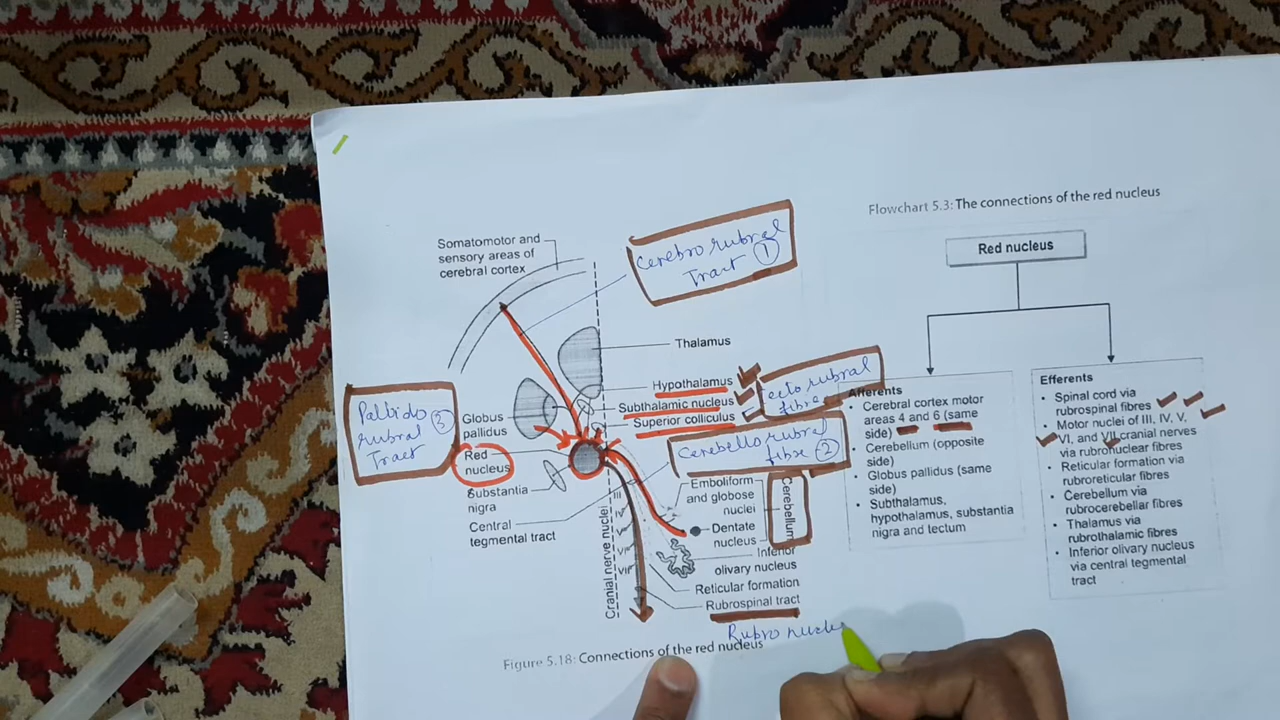 Flowchart 5.3: The connections of the red nucleus
Red nucleus
Somatomotor and
sensory areas of
cerebral cortex
Cerebro rubral
Tract ①
Thalamus
Hypothalamus
Subthalamic nucleus
Superior colliculus
ecto rubral
fibre
Globus
pallidus
Pallido ③
rubral
Tract
Red
nucleus
Cerebello rubral
fibre ②
Substantia
nigra
Central
tegmental tract
Emboliform
and globose
nuclei
Dentate
nucleus
Cerebellum
Inferior
olivary nucleus
Reticular formation
Rubrospinal tract
Cranial nerve nuclei
III
IV
V
VI
VII
Rubro nucle
Figure 5.18: Connections of the red nucleus
Afferents
• Cerebral cortex motor
areas 4 and 6 (same
side)
• Cerebellum (opposite
side)
• Globus pallidus (same
side)
• Subthalamus,
hypothalamus, substantia
nigra and tectum
Efferents
• Spinal cord via
rubrospinal fibres
• Motor nuclei of III, IV, V,
VI, and VII cranial nerves
via rubronuclear fibres
• Reticular formation via
rubroreticular fibres
• Cerebellum via
rubrocerebellar fibres
• Thalamus via
rubrothalamic fibres
• Inferior olivary nucleus
via central tegmental
tract